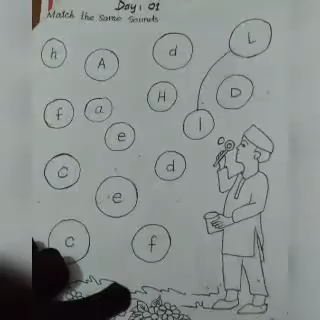 Day: 01
Match the Same Sounds
h A d L
f a H D
e l
C e d
c f